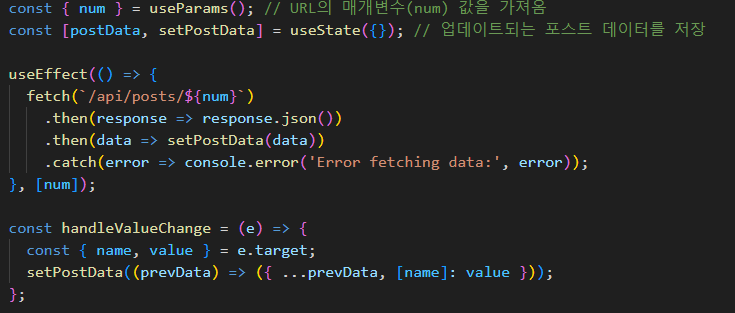 const { num } = useParams(); // URL의 매개변수(num) 값을 가져옴
const [postData, setPostData] = useState({}); // 업데이트되는 포스트 데이터를 저장

useEffect(() => {
  fetch(`/api/posts/${num}`)
    .then(response => response.json())
    .then(data => setPostData(data))
    .catch(error => console.error('Error fetching data:', error));
}, [num]);

const handleValueChange = (e) => {
  const { name, value } = e.target;
  setPostData((prevData) => ({ ...prevData, [name]: value }));
};